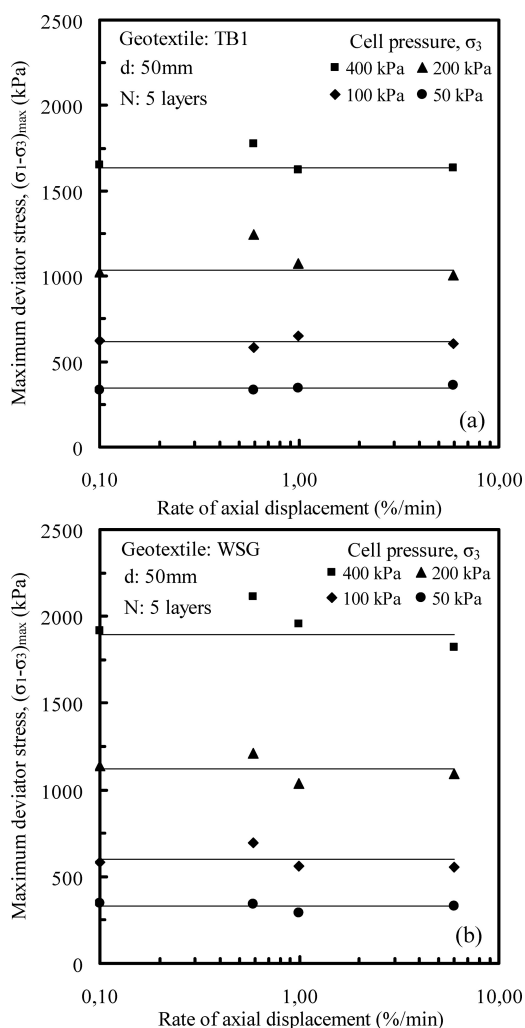 2500
Geotextile: TB1
Cell pressure, σ3
d: 50mm
■ 400 kPa ▲ 200 kPa
N: 5 layers
◆ 100 kPa ● 50 kPa
2000
1500
1000
500
0
Maximum deviator stress, (σ1-σ3)max (kPa)
(a)
0,10 1,00 10,00
Rate of axial displacement (%/min)
2500
Geotextile: WSG
Cell pressure, σ3
d: 50mm
■ 400 kPa ▲ 200 kPa
N: 5 layers
◆ 100 kPa ● 50 kPa
2000
1500
1000
500
0
Maximum deviator stress, (σ1-σ3)max (kPa)
(b)
0,10 1,00 10,00
Rate of axial displacement (%/min)